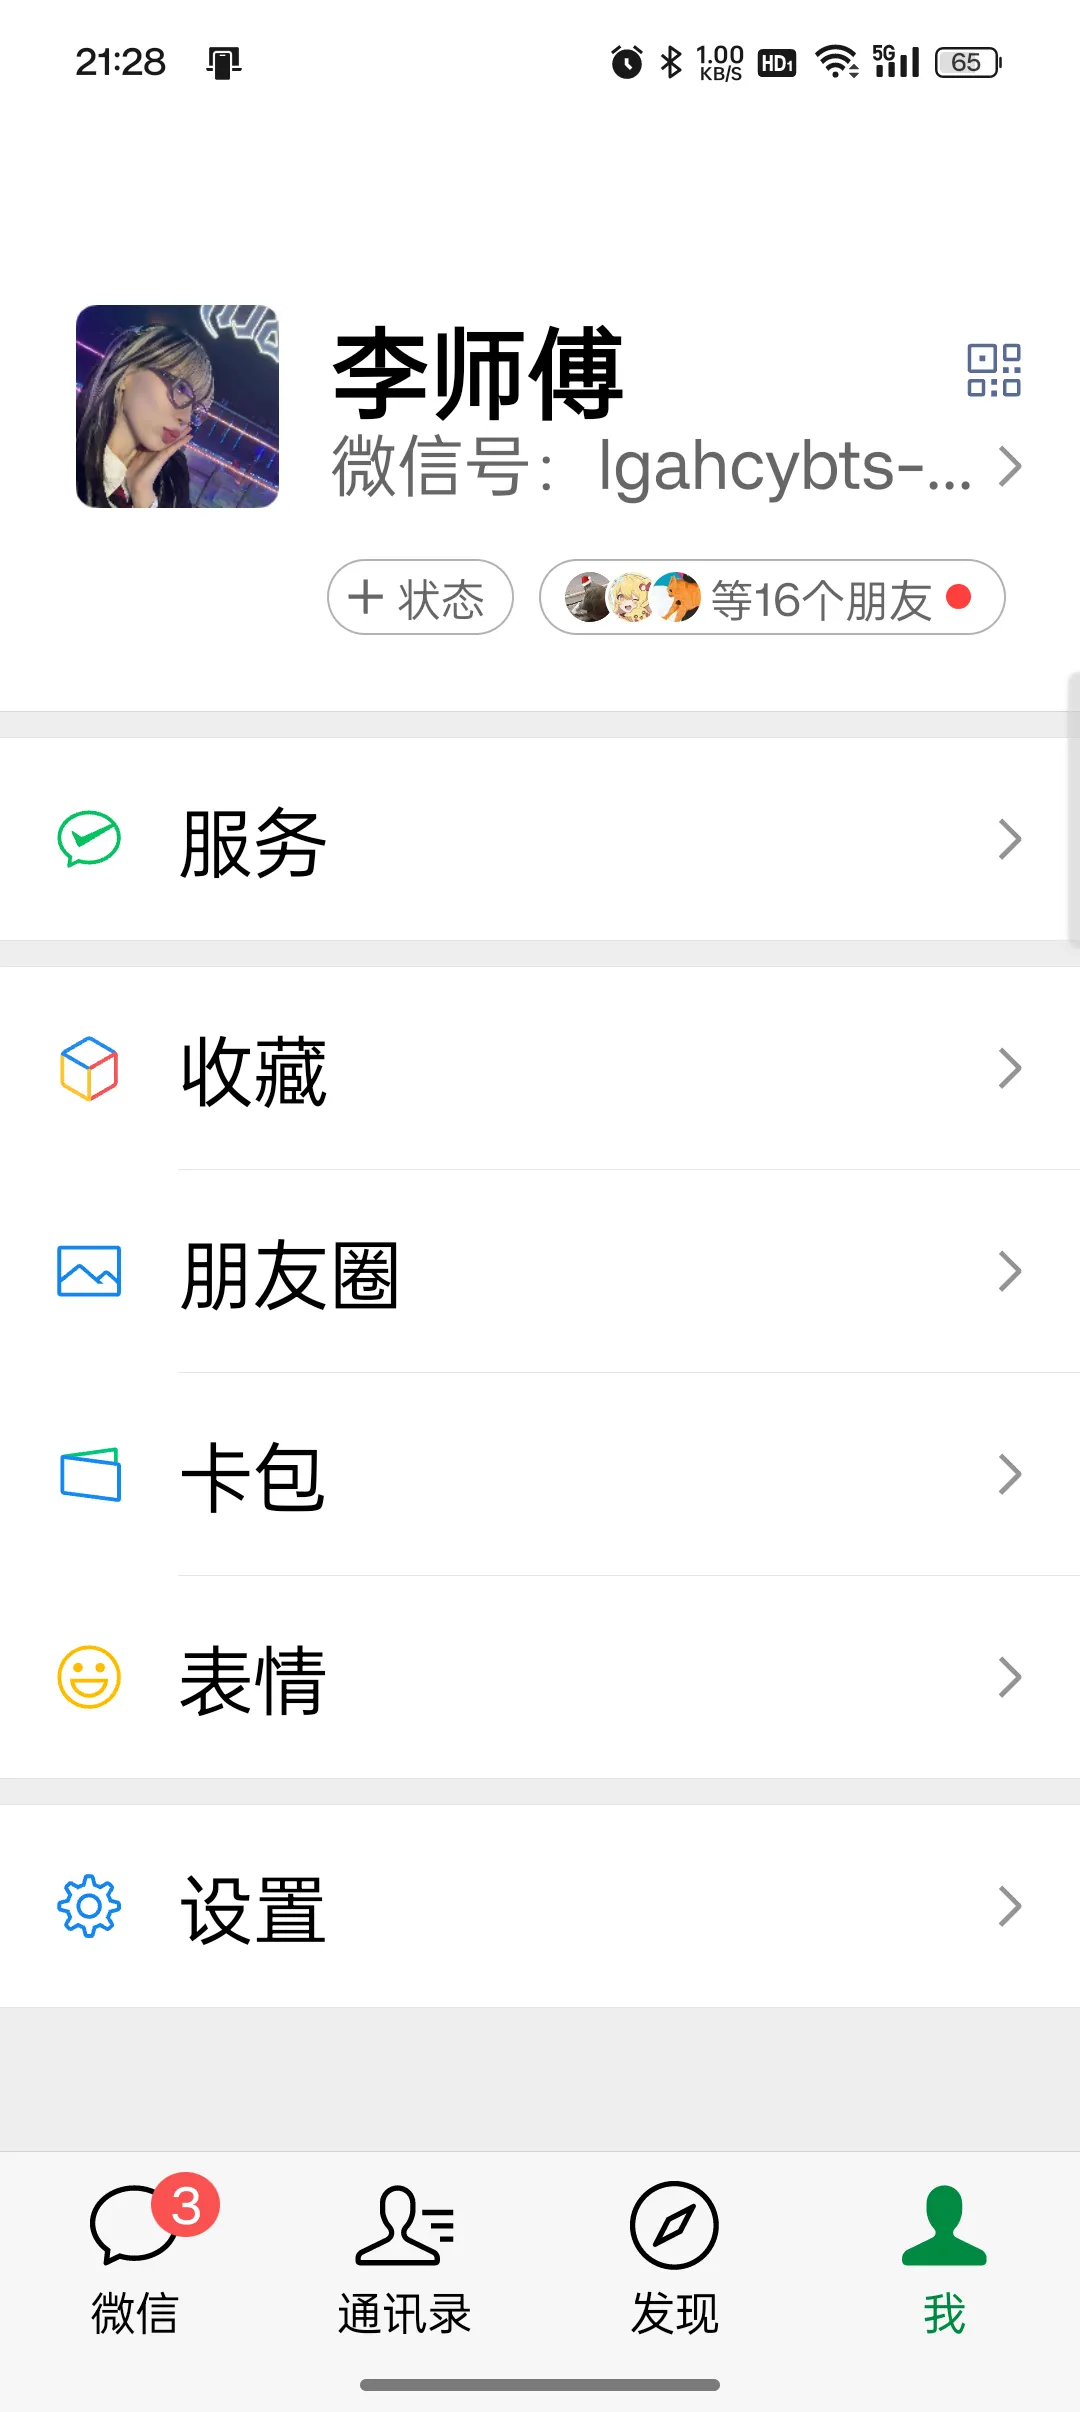 21:28
1.00 KB/S HD1 5G 65
李师傅
微信号：lgahcybts-...
+ 状态
等16个朋友
服务
收藏
朋友圈
卡包
表情
设置
3
微信 通讯录 发现 我